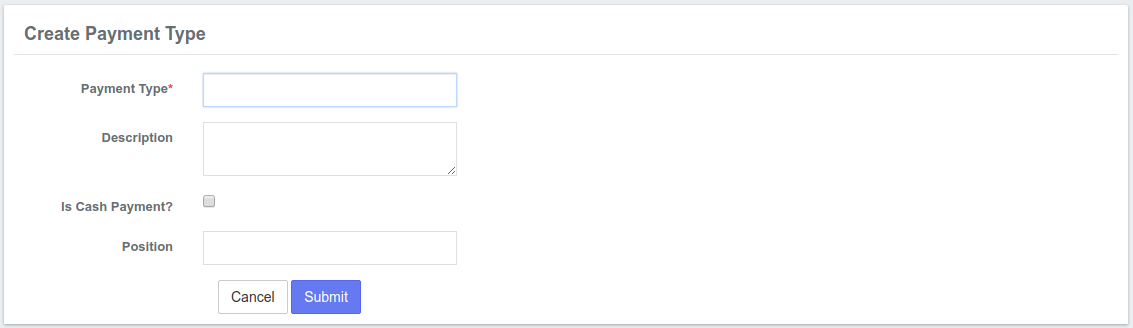 Create Payment Type
Payment Type*
Description
Is Cash Payment?
Position
Cancel Submit